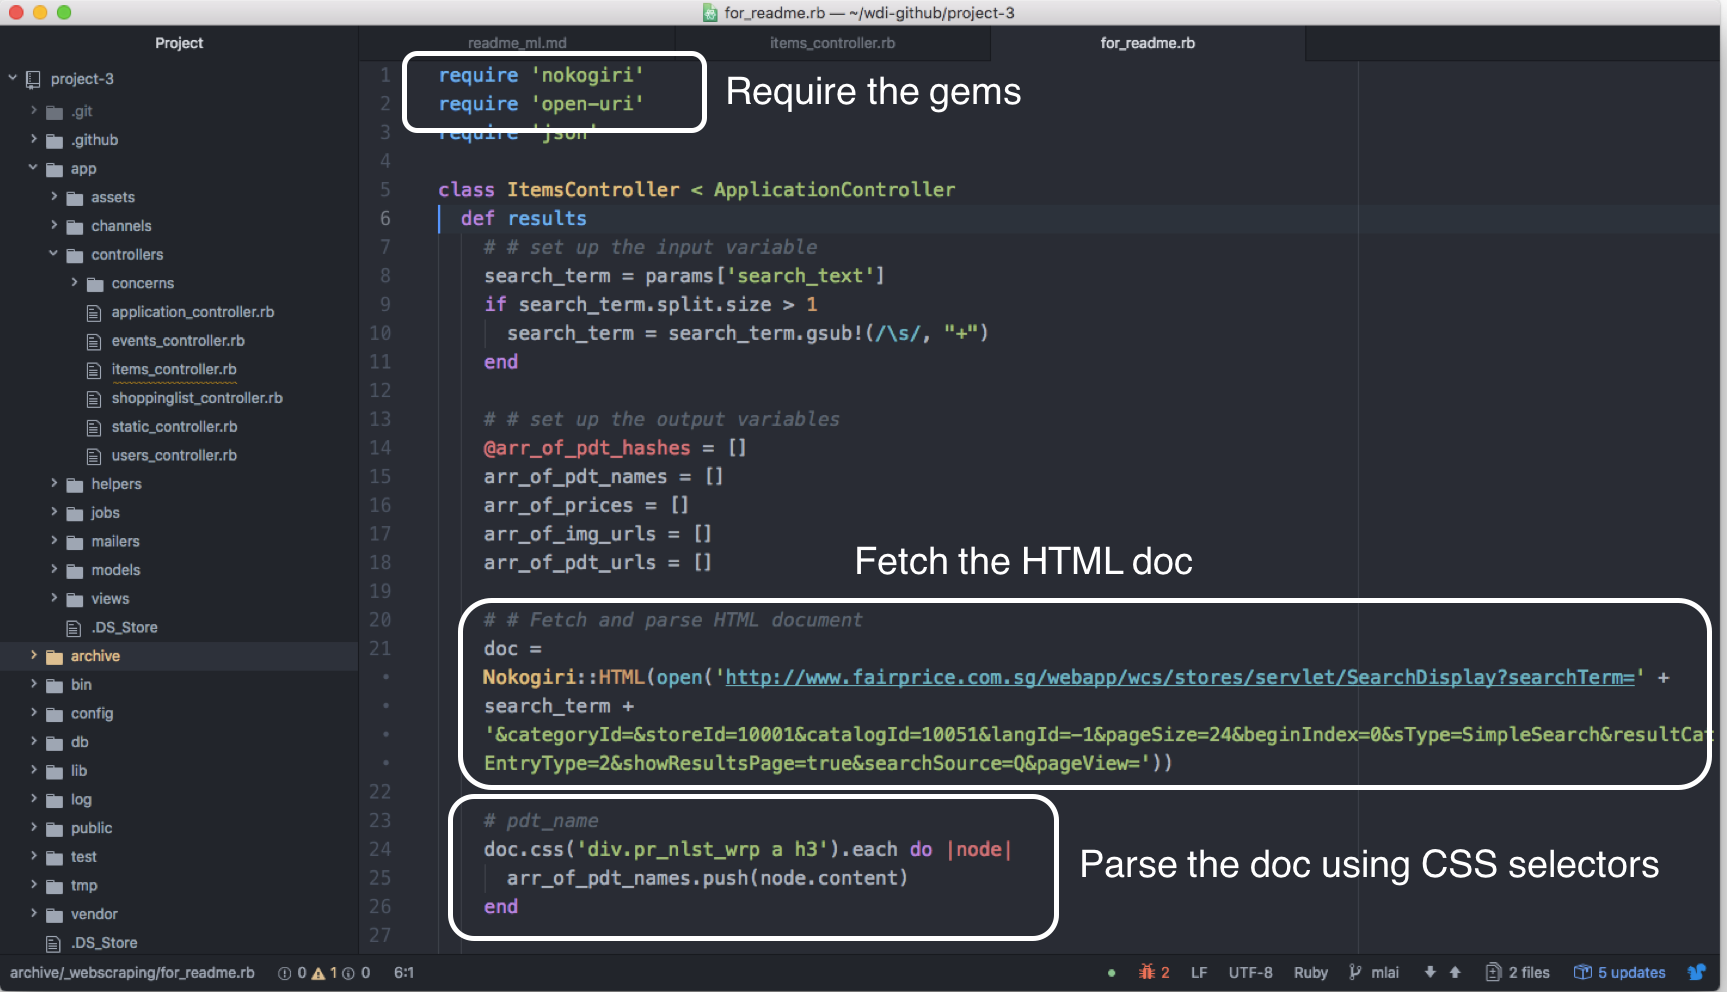 for_readme.rb — ~/wdi-github/project-3
Project
readme_ml.md
items_controller.rb
for_readme.rb
project-3
.git
.github
app
assets
channels
controllers
concerns
application_controller.rb
events_controller.rb
items_controller.rb
shoppinglist_controller.rb
static_controller.rb
users_controller.rb
helpers
jobs
mailers
models
views
.DS_Store
archive
bin
config
db
lib
log
public
test
tmp
vendor
.DS_Store
1 require 'nokogiri'
2 require 'open-uri'
3 require 'json'
4
5 class ItemsController < ApplicationController
6 def results
7 # # set up the input variable
8 search_term = params['search_text']
9 if search_term.split.size > 1
10 search_term = search_term.gsub!(/\s/, "+")
11 end
12
13 # # set up the output variables
14 @arr_of_pdt_hashes = []
15 arr_of_pdt_names = []
16 arr_of_prices = []
17 arr_of_img_urls = []
18 arr_of_pdt_urls = []
19
20 # # Fetch and parse HTML document
21 doc =
• Nokogiri::HTML(open('http://www.fairprice.com.sg/webapp/wcs/stores/servlet/SearchDisplay?searchTerm=' +
• search_term +
• '&categoryId=&storeId=10001&catalogId=10051&langId=-1&pageSize=24&beginIndex=0&sType=SimpleSearch&resultCat
• EntryType=2&showResultsPage=true&searchSource=Q&pageView='))
22
23 # pdt_name
24 doc.css('div.pr_nlst_wrp a h3').each do |node|
25 arr_of_pdt_names.push(node.content)
26 end
27
Require the gems
Fetch the HTML doc
Parse the doc using CSS selectors
archive/_webscraping/for_readme.rb 0 1 0 6:1
2 LF UTF-8 Ruby mlai 2 files 5 updates